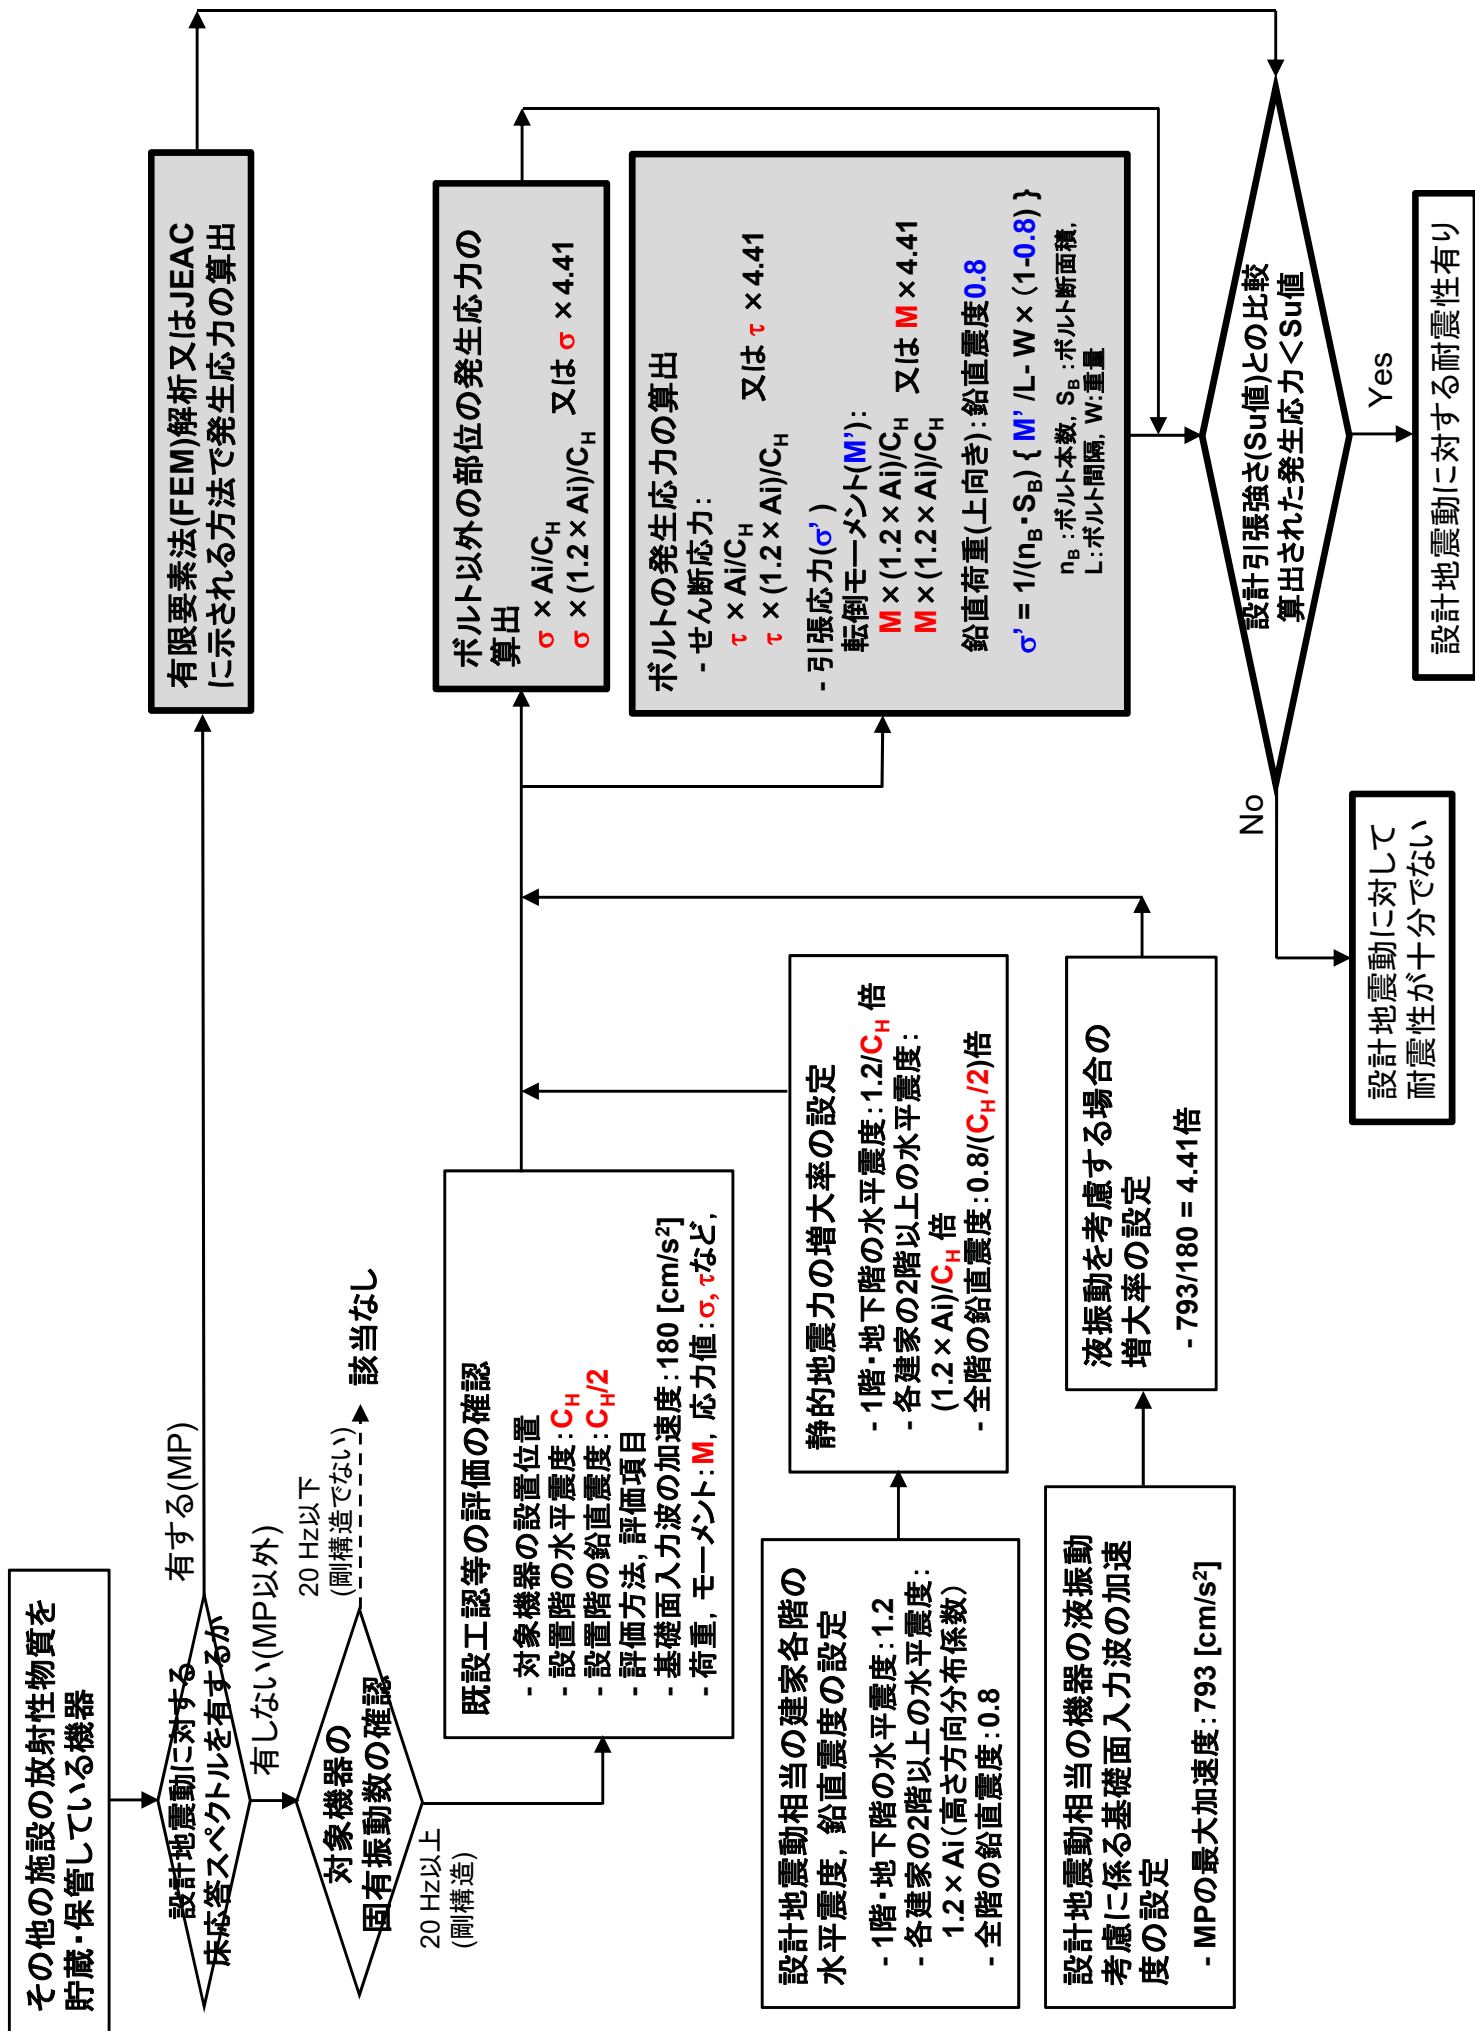 その他の施設の放射性物質を
貯蔵・保管している機器
設計地震動に対する
床応答スペクトルを有するか
有する(MP)
有しない(MP以外)
有限要素法(FEM)解析又はJEAC
に示される方法で発生応力の算出
対象機器の
固有振動数の確認
20 Hz以下
(剛構造でない)
該当なし
20 Hz以上
(剛構造)
既設工認等の評価の確認
- 対象機器の設置位置
- 設置階の水平震度：CH
- 設置階の鉛直震度：CH/2
- 評価方法, 評価項目
- 基礎面入力波の加速度：180 [cm/s²]
- 荷重, モーメント：M, 応力値：σ, τなど,
ボルト以外の部位の発生応力の
算出
σ ×Ai/CH
σ ×(1.2×Ai)/CH 又は σ ×4.41
ボルトの発生応力の算出
- せん断応力：
τ ×Ai/CH
τ ×(1.2×Ai)/CH 又は τ ×4.41
- 引張応力(σ’ )
転倒モーメント(M’)：
M×(1.2×Ai)/CH 又は M×4.41
M×(1.2×Ai)/CH
鉛直荷重(上向き)：鉛直震度0.8
σ’ = 1/(nB・SB) { M’ /L- W×(1-0.8) }
nB：ボルト本数, SB：ボルト断面積,
L：ボルト間隔, W：重量
設計地震動相当の建家各階の
水平震度, 鉛直震度の設定
- 1階・地下階の水平震度：1.2
- 各建家の2階以上の水平震度：
1.2×Ai（高さ方向分布係数）
- 全階の鉛直震度：0.8
静的地震力の増大率の設定
- 1階・地下階の水平震度：1.2/CH 倍
- 各建家の2階以上の水平震度：
(1.2×Ai)/CH 倍
- 全階の鉛直震度：0.8/(CH /2)倍
設計地震動相当の機器の液振動
考慮に係る基礎面入力波の加速
度の設定
- MPの最大加速度：793 [cm/s²]
液振動を考慮する場合の
増大率の設定
- 793/180 = 4.41倍
設計引張強さ(Su値)との比較
算出された発生応力＜Su値
No
Yes
設計地震動に対して
耐震性が十分でない
設計地震動に対する耐震性有り